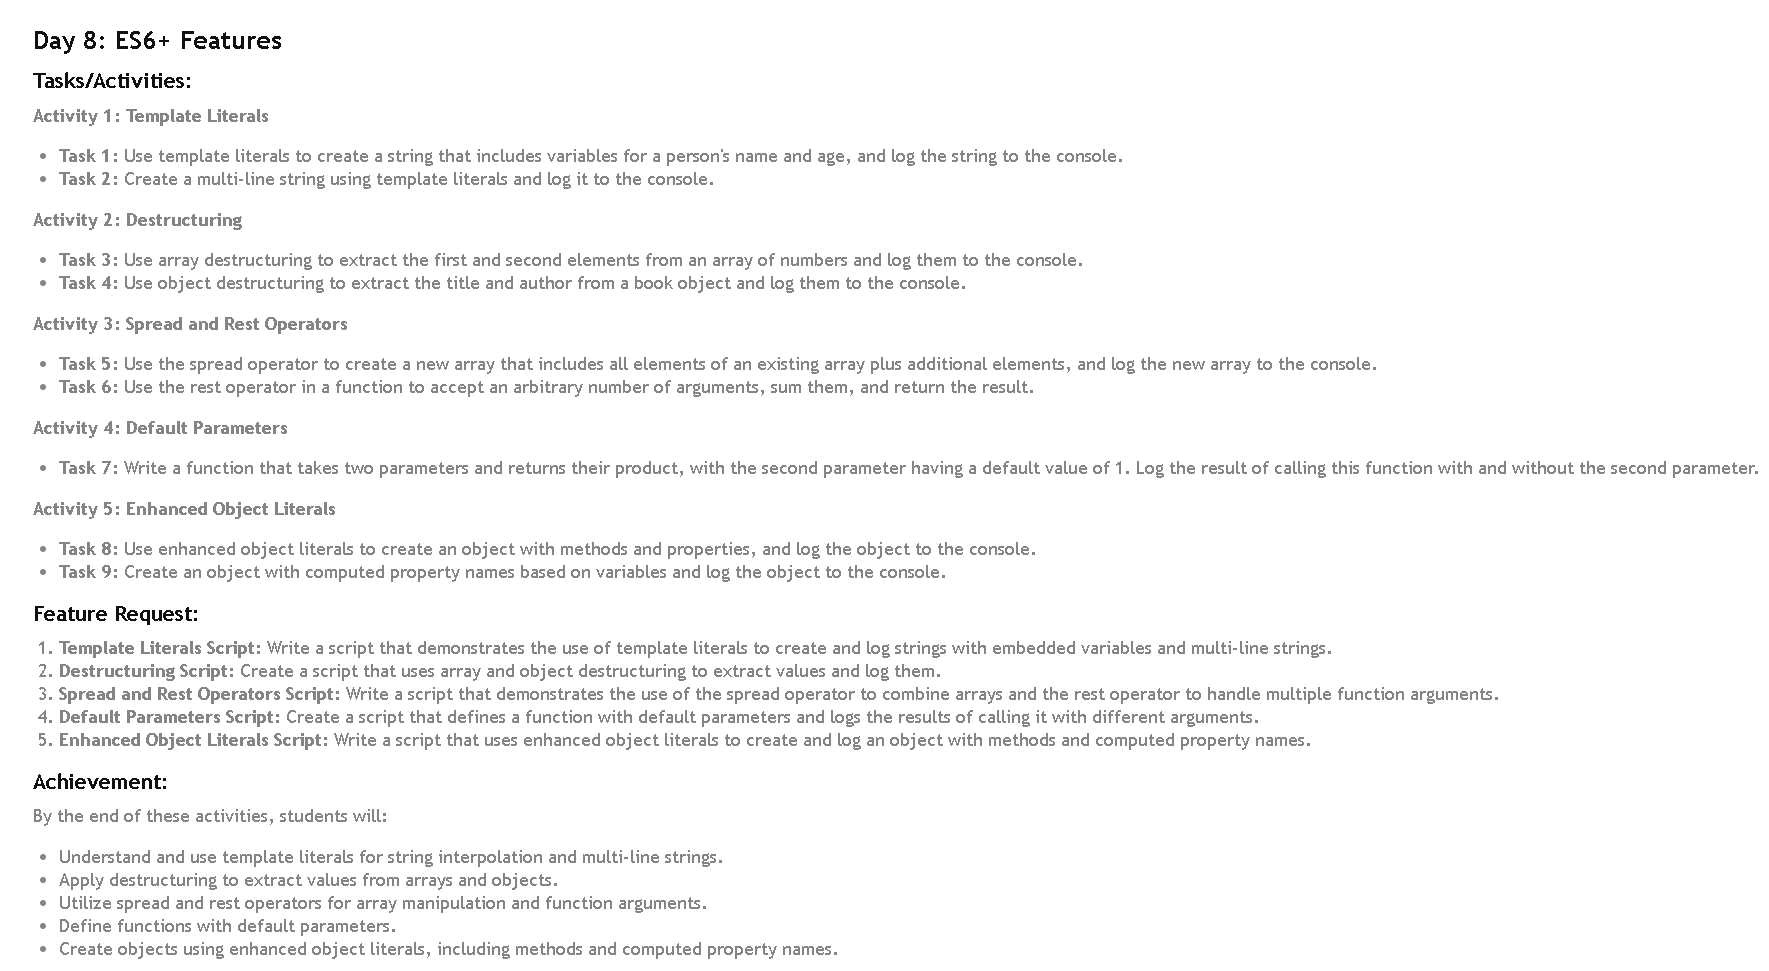 Day 8: ES6+ Features
Tasks/Activities:
Activity 1: Template Literals
• Task 1: Use template literals to create a string that includes variables for a person's name and age, and log the string to the console.
• Task 2: Create a multi-line string using template literals and log it to the console.
Activity 2: Destructuring
• Task 3: Use array destructuring to extract the first and second elements from an array of numbers and log them to the console.
• Task 4: Use object destructuring to extract the title and author from a book object and log them to the console.
Activity 3: Spread and Rest Operators
• Task 5: Use the spread operator to create a new array that includes all elements of an existing array plus additional elements, and log the new array to the console.
• Task 6: Use the rest operator in a function to accept an arbitrary number of arguments, sum them, and return the result.
Activity 4: Default Parameters
• Task 7: Write a function that takes two parameters and returns their product, with the second parameter having a default value of 1. Log the result of calling this function with and without the second parameter.
Activity 5: Enhanced Object Literals
• Task 8: Use enhanced object literals to create an object with methods and properties, and log the object to the console.
• Task 9: Create an object with computed property names based on variables and log the object to the console.
Feature Request:
1. Template Literals Script: Write a script that demonstrates the use of template literals to create and log strings with embedded variables and multi-line strings.
2. Destructuring Script: Create a script that uses array and object destructuring to extract values and log them.
3. Spread and Rest Operators Script: Write a script that demonstrates the use of the spread operator to combine arrays and the rest operator to handle multiple function arguments.
4. Default Parameters Script: Create a script that defines a function with default parameters and logs the results of calling it with different arguments.
5. Enhanced Object Literals Script: Write a script that uses enhanced object literals to create and log an object with methods and computed property names.
Achievement:
By the end of these activities, students will:
• Understand and use template literals for string interpolation and multi-line strings.
• Apply destructuring to extract values from arrays and objects.
• Utilize spread and rest operators for array manipulation and function arguments.
• Define functions with default parameters.
• Create objects using enhanced object literals, including methods and computed property names.